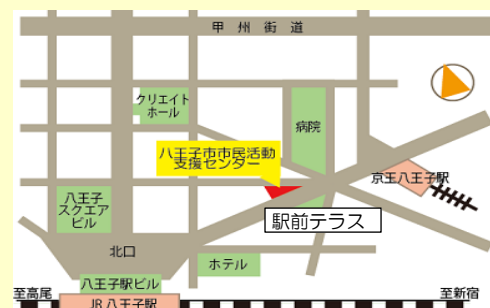 甲州街道
クリエイト
ホール
病院
八王子市市民活動
支援センター
京王八王子駅
八王子
スクエア
ビル
駅前テラス
北口
ホテル
至高尾
八王子駅ビル
至新宿
JR 八王子駅